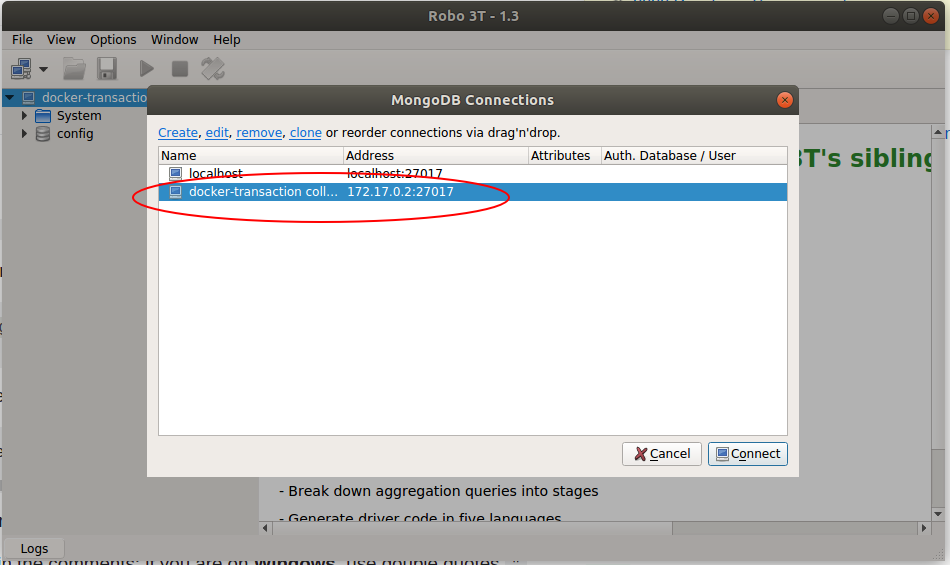 Robo 3T - 1.3
File View Options Window Help
docker-transaction
System
config
MongoDB Connections
Create, edit, remove, clone or reorder connections via drag'n'drop.
Name Address Attributes Auth. Database / User
localhost localhost:27017
docker-transaction coll... 172.17.0.2:27017
3T's sibling
Cancel Connect
- Break down aggregation queries into stages
- Generate driver code in five languages
Logs
in the comments: if you are on windows, use double quotes "